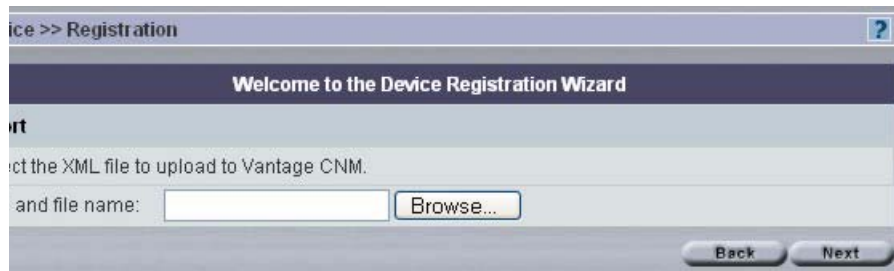 ice >> Registration ?
Welcome to the Device Registration Wizard
rt
ct the XML file to upload to Vantage CNM.
and file name: Browse...
Back Next